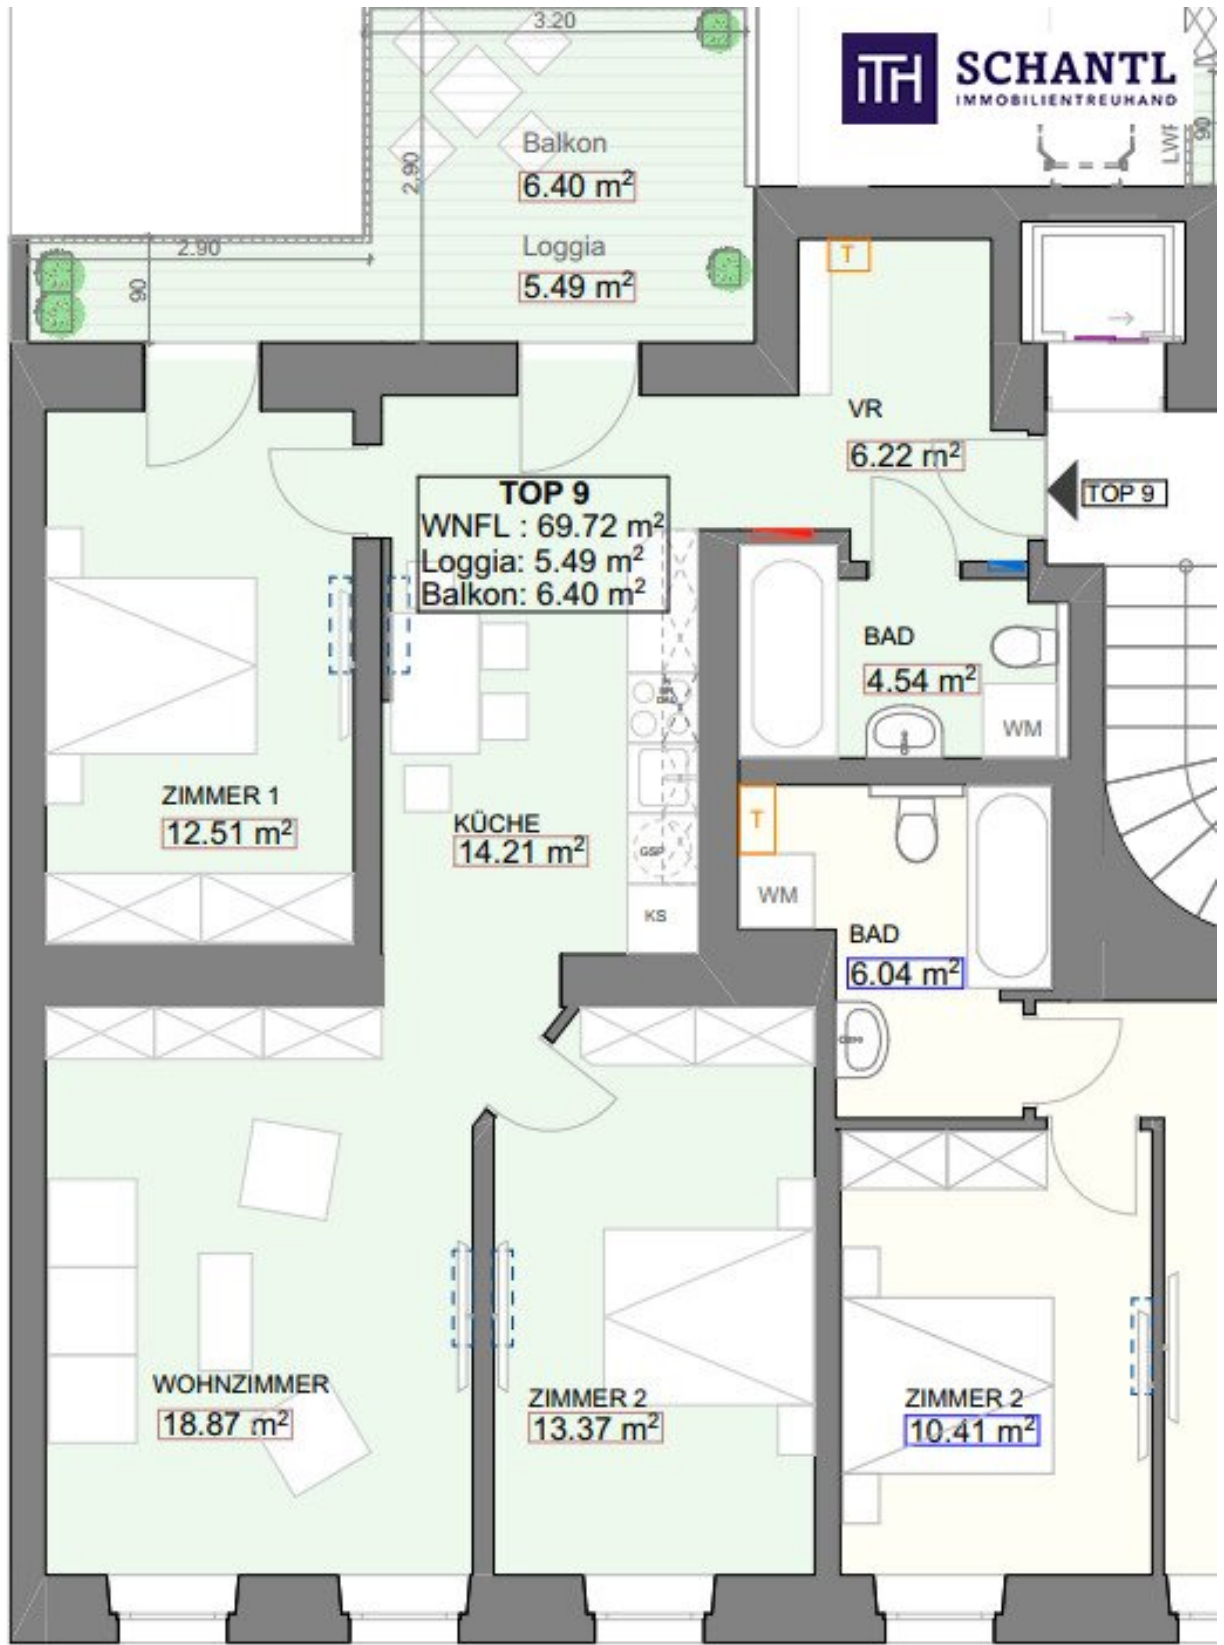 3.20
SCHANTL
IMMOBILIENTREUHAND
Balkon
6.40 m²
2.90
90
LWF
2.90
Loggia
5.49 m²
90
T
VR
6.22 m²
TOP 9
TOP 9
WNFL : 69.72 m²
Loggia: 5.49 m²
Balkon: 6.40 m²
BAD
4.54 m²
WM
ZIMMER 1
12.51 m²
KÜCHE
14.21 m²
GSP
KS
T
WM
BAD
6.04 m²
WOHNZIMMER
18.87 m²
ZIMMER 2
13.37 m²
ZIMMER 2
10.41 m²